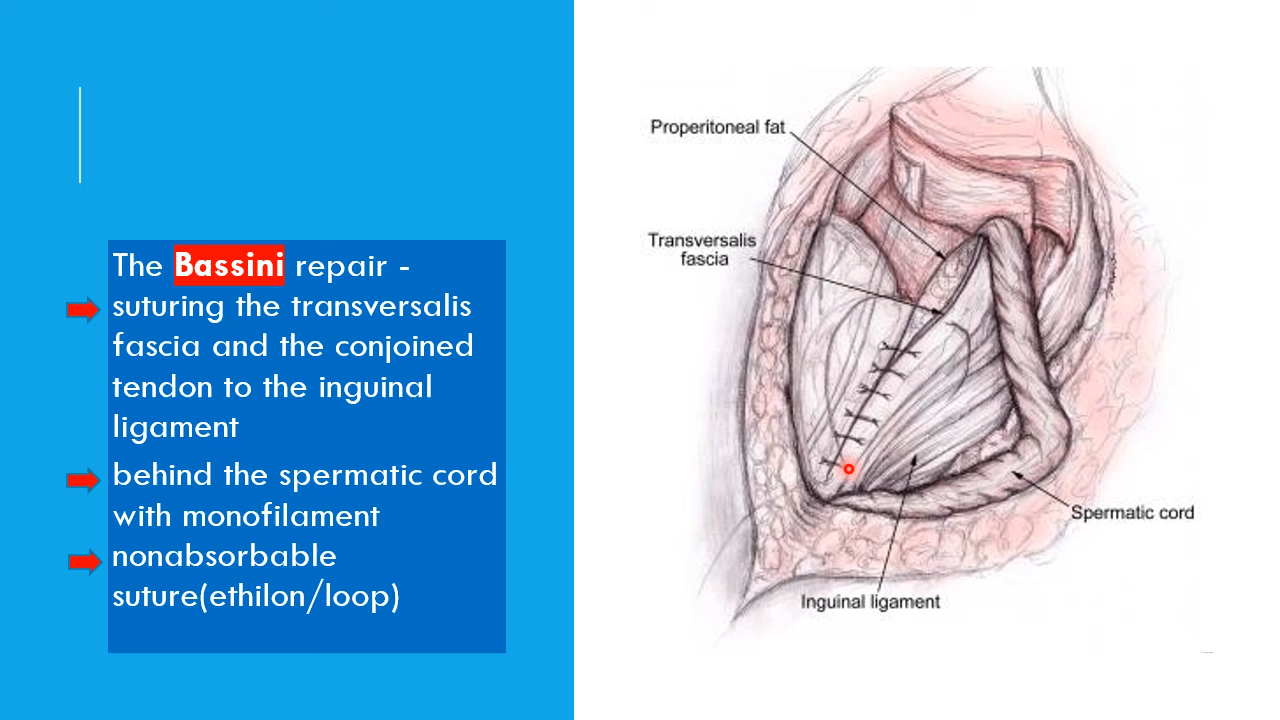 The Bassini repair -
suturing the transversalis
fascia and the conjoined
tendon to the inguinal
ligament
behind the spermatic cord
with monofilament
nonabsorbable
suture(ethilon/loop)
Properitoneal fat
Transversalis
fascia
Spermatic cord
Inguinal ligament